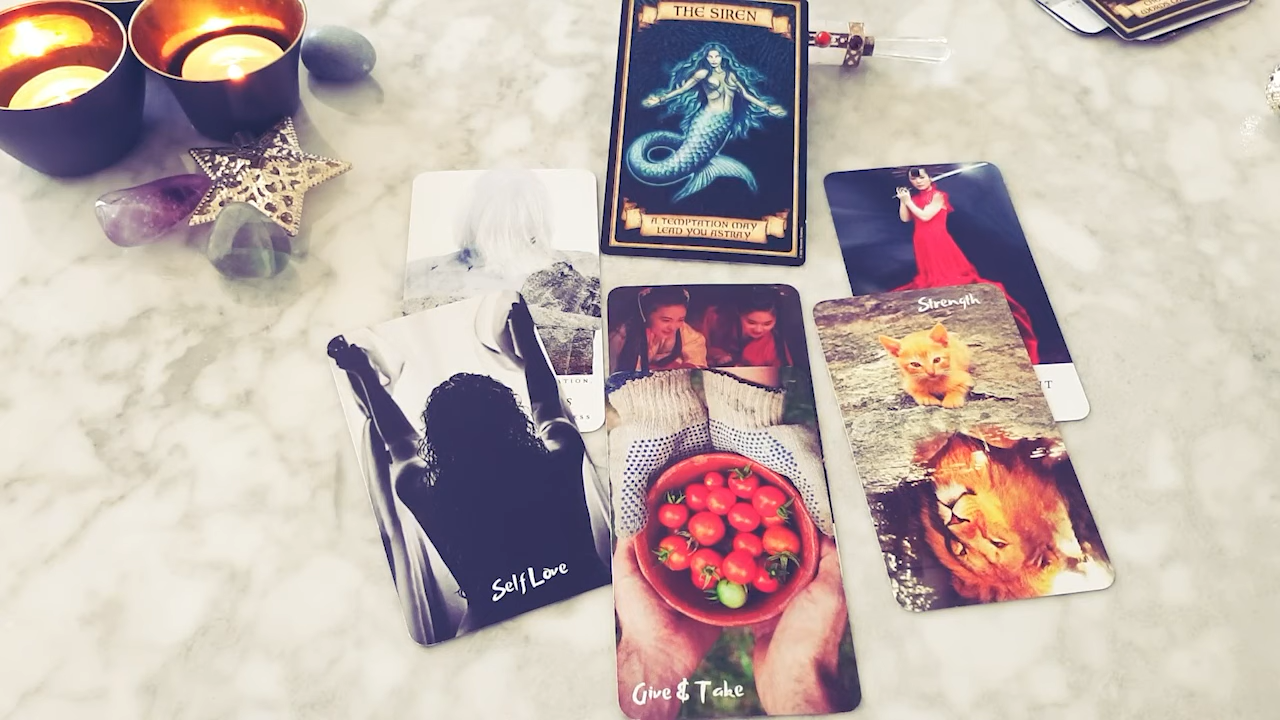 THE SIREN
A TEMPTATION MAY
LEAD YOU ASTRAY
Strength
Self Love
Give & Take